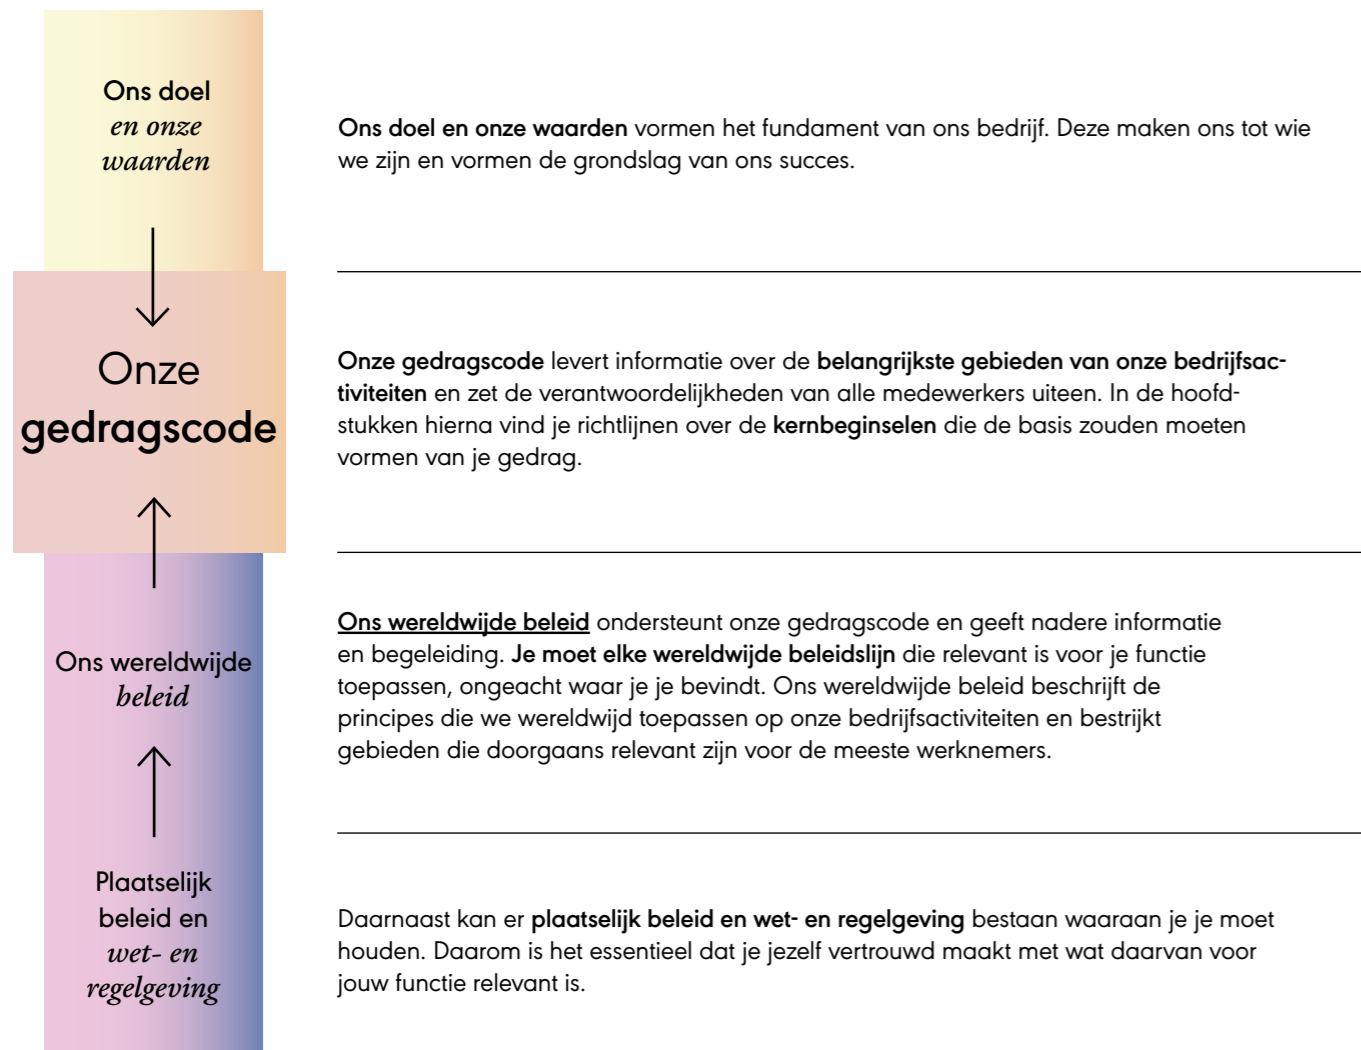 Ons doel
en onze
waarden
Ons doel en onze waarden vormen het fundament van ons bedrijf. Deze maken ons tot wie
we zijn en vormen de grondslag van ons succes.
Onze
gedragscode
Onze gedragscode levert informatie over de belangrijkste gebieden van onze bedrijfsac-
tiviteiten en zet de verantwoordelijkheden van alle medewerkers uiteen. In de hoofd-
stukken hierna vind je richtlijnen over de kernbeginselen die de basis zouden moeten
vormen van je gedrag.
Ons wereldwijde
beleid
Ons wereldwijde beleid ondersteunt onze gedragscode en geeft nadere informatie
en begeleiding. Je moet elke wereldwijde beleidslijn die relevant is voor je functie
toepassen, ongeacht waar je je bevindt. Ons wereldwijde beleid beschrijft de
principes die we wereldwijd toepassen op onze bedrijfsactiviteiten en bestrijkt
gebieden die doorgaans relevant zijn voor de meeste werknemers.
Plaatselijk
beleid en
wet- en
regelgeving
Daarnaast kan er plaatselijk beleid en wet- en regelgeving bestaan waaraan je je moet
houden. Daarom is het essentieel dat je jezelf vertrouwd maakt met wat daarvan voor
jouw functie relevant is.